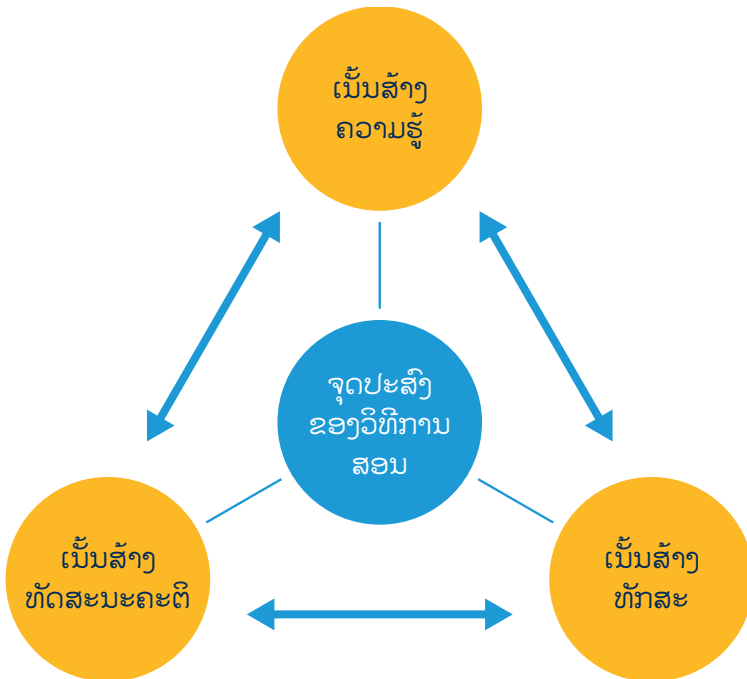 ເນັ້ນສ້າງ
ຄວາມຮູ້
ຈຸດປະສົງ
ຂອງວິທີການ
ສອນ
ເນັ້ນສ້າງ
ທັດສະນະຄະຕິ
ເນັ້ນສ້າງ
ທັກສະ